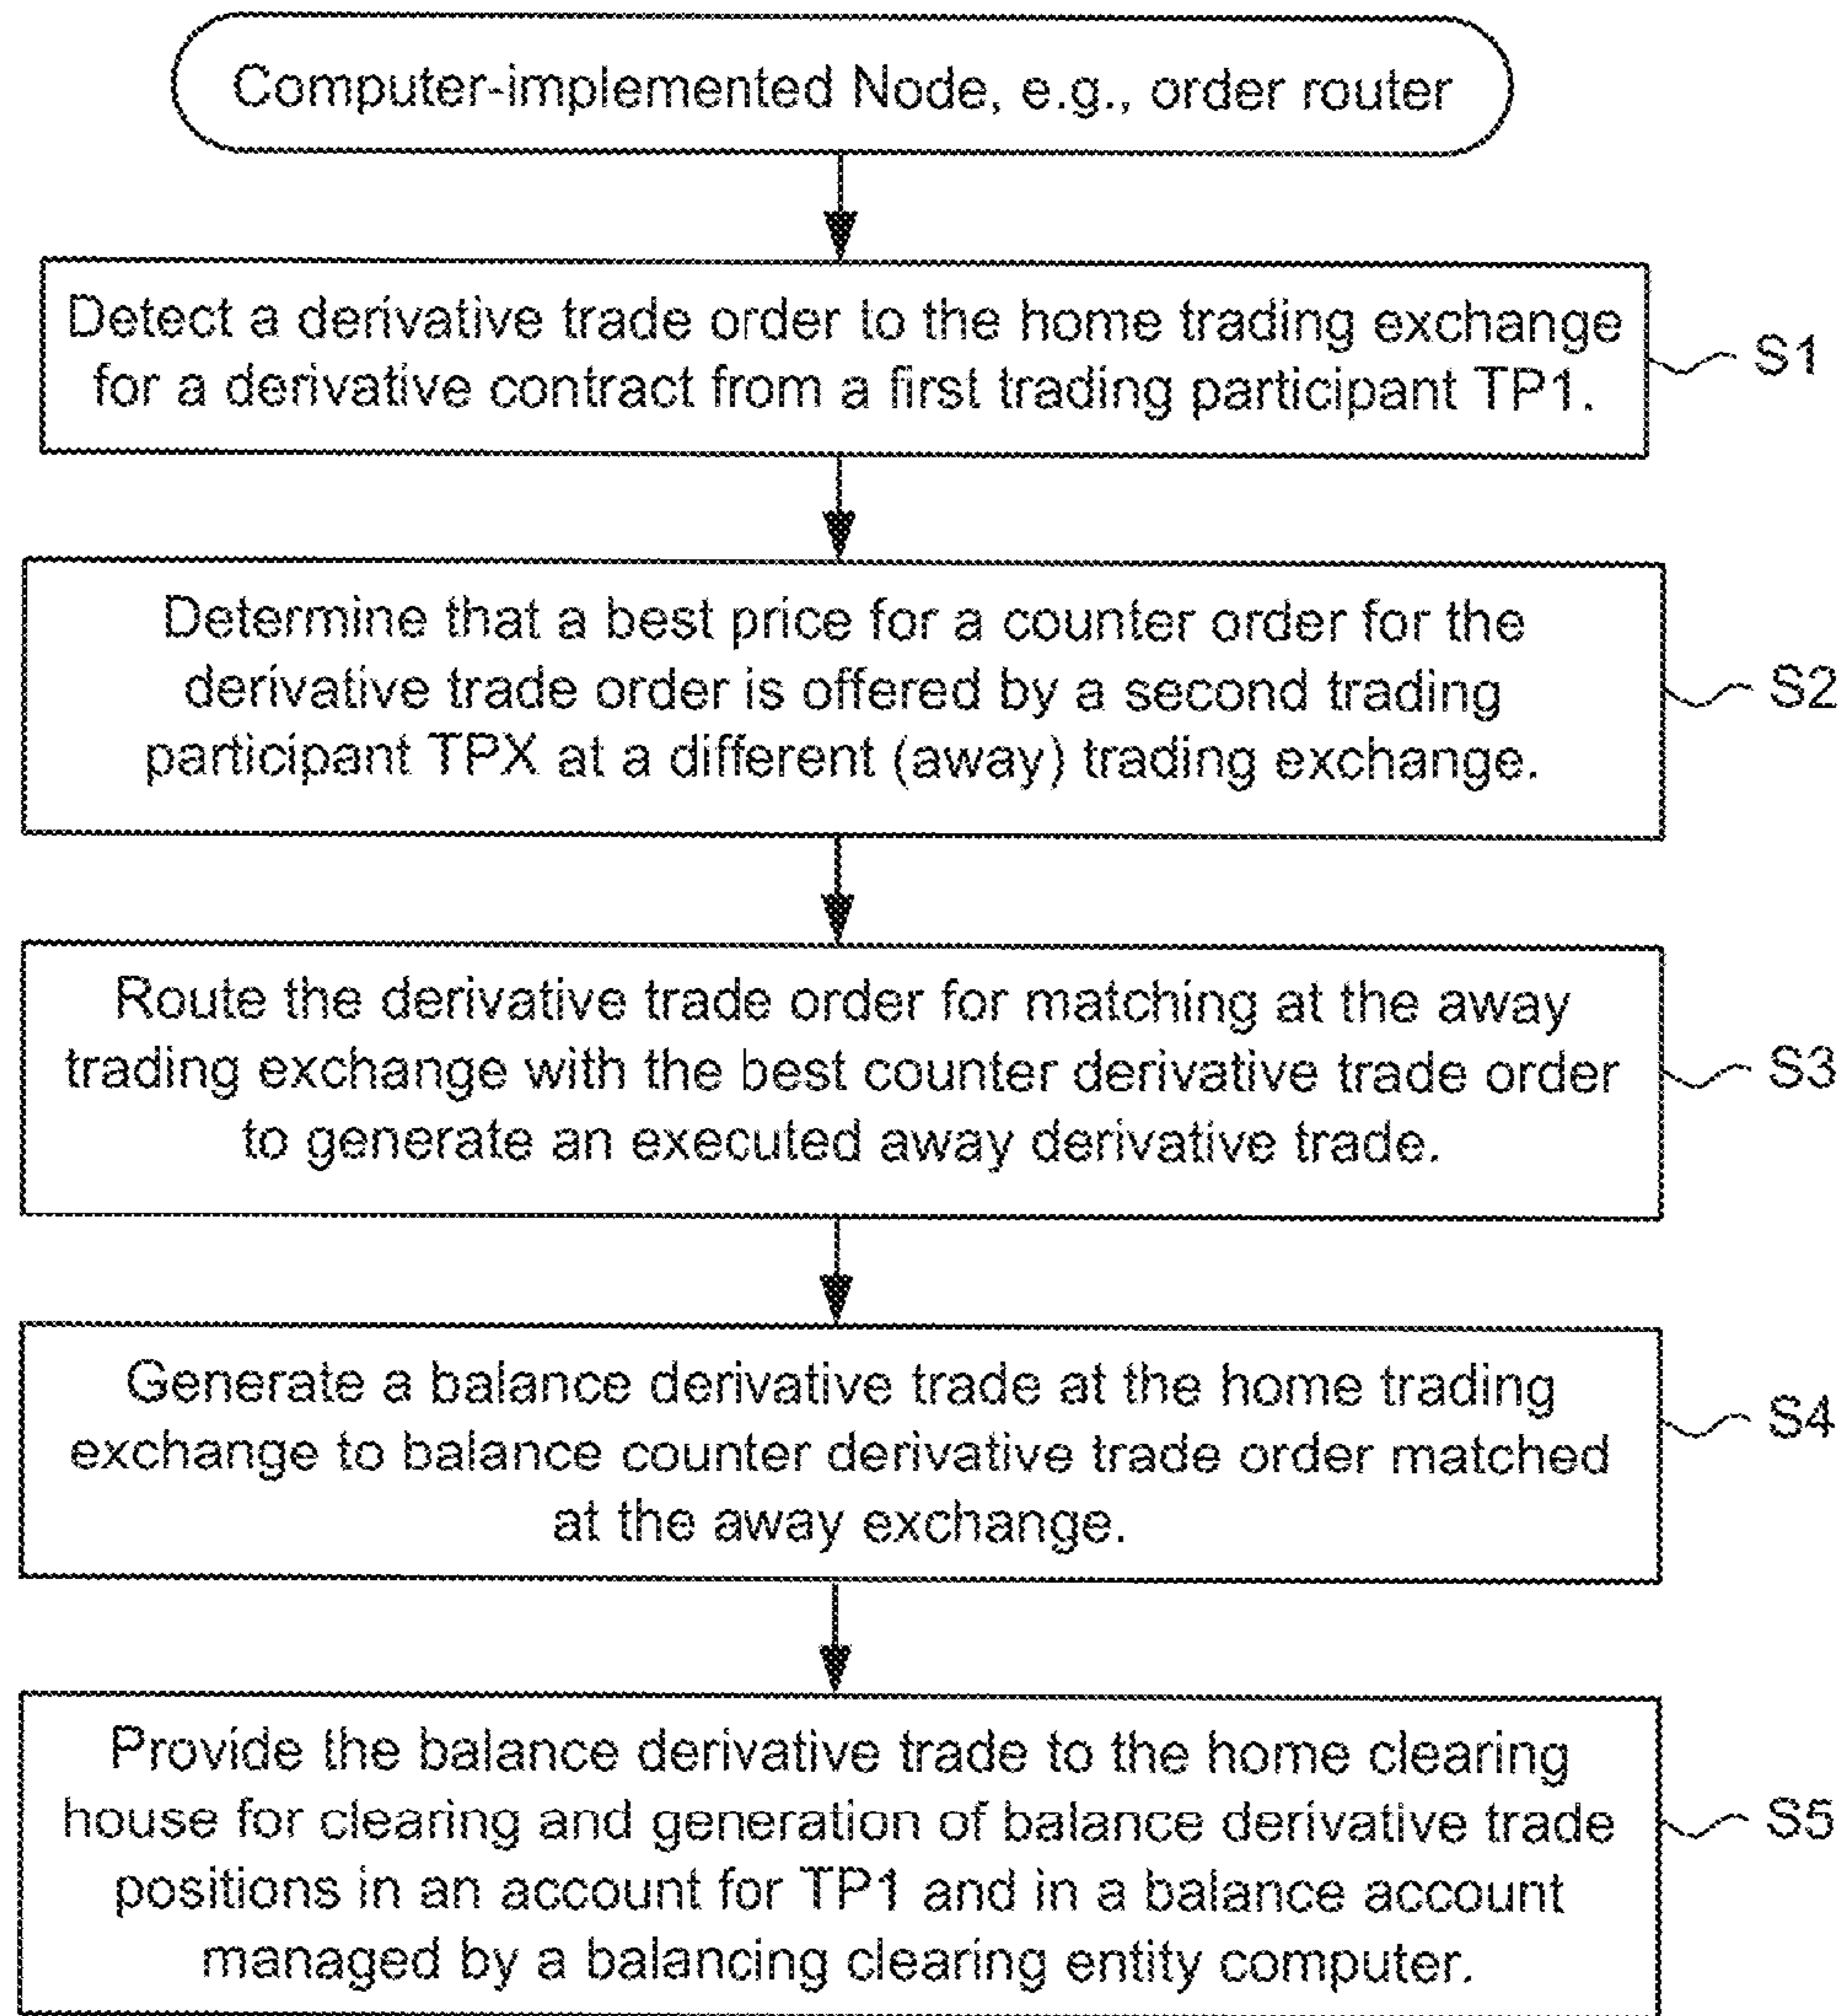 Computer-implemented Node, e.g., order router
Detect a derivative trade order to the home trading exchange
for a derivative contract from a first trading participant TP1.
S1
Determine that a best price for a counter order for the
derivative trade order is offered by a second trading
participant TPX at a different (away) trading exchange.
S2
Route the derivative trade order for matching at the away
trading exchange with the best counter derivative trade order
to generate an executed away derivative trade.
S3
Generate a balance derivative trade at the home trading
exchange to balance counter derivative trade order matched
at the away exchange.
S4
Provide the balance derivative trade to the home clearing
house for clearing and generation of balance derivative trade
positions in an account for TP1 and in a balance account
managed by a balancing clearing entity computer.
S5